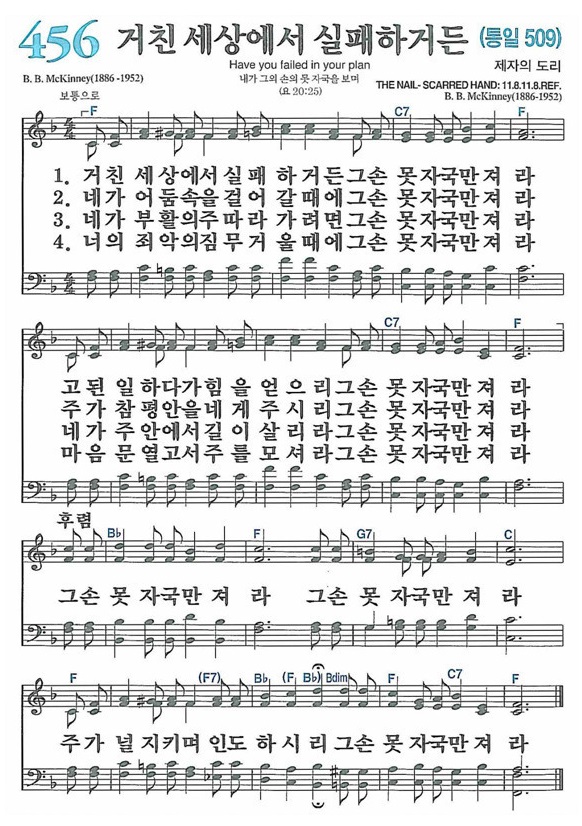 456 거친 세상에서 실패하거든 (통일 509)
Have you failed in your plan
B. B. McKinney(1886-1952)
내가 그의 손의 못 자국을 보며
제자의 도리
보통으로
(요 20:25)
THE NAIL- SCARRED HAND: 11.8.11.8.REF.
B. B. McKinney(1886-1952)
F C7 F
1. 거친 세상에서실패 하거든그손 못자국만져 라
2. 네가 어둠속을걸어 갈때에그손 못자국만져 라
3. 네가 부활의주따라 가려면그손 못자국만져 라
4. 너의 죄악의짐무거 울때에그손 못자국만져 라
C7 F
고된 일하다가힘을얻으리그손 못자국만져 라
주가 참평안을네게주시리그손 못자국만져 라
네가 주안에서길이살리라그손 못자국만져 라
마음 문열고서주를모셔라그손 못자국만져 라
후렴
Bb F G7 C
그손 못 자국만 져 라 그손 못 자국만 져 라
F (F7) Bb (F Bb) Bdim F C7 F
주가 널 지키며 인도 하 시 리 그손 못 자국만 져 라